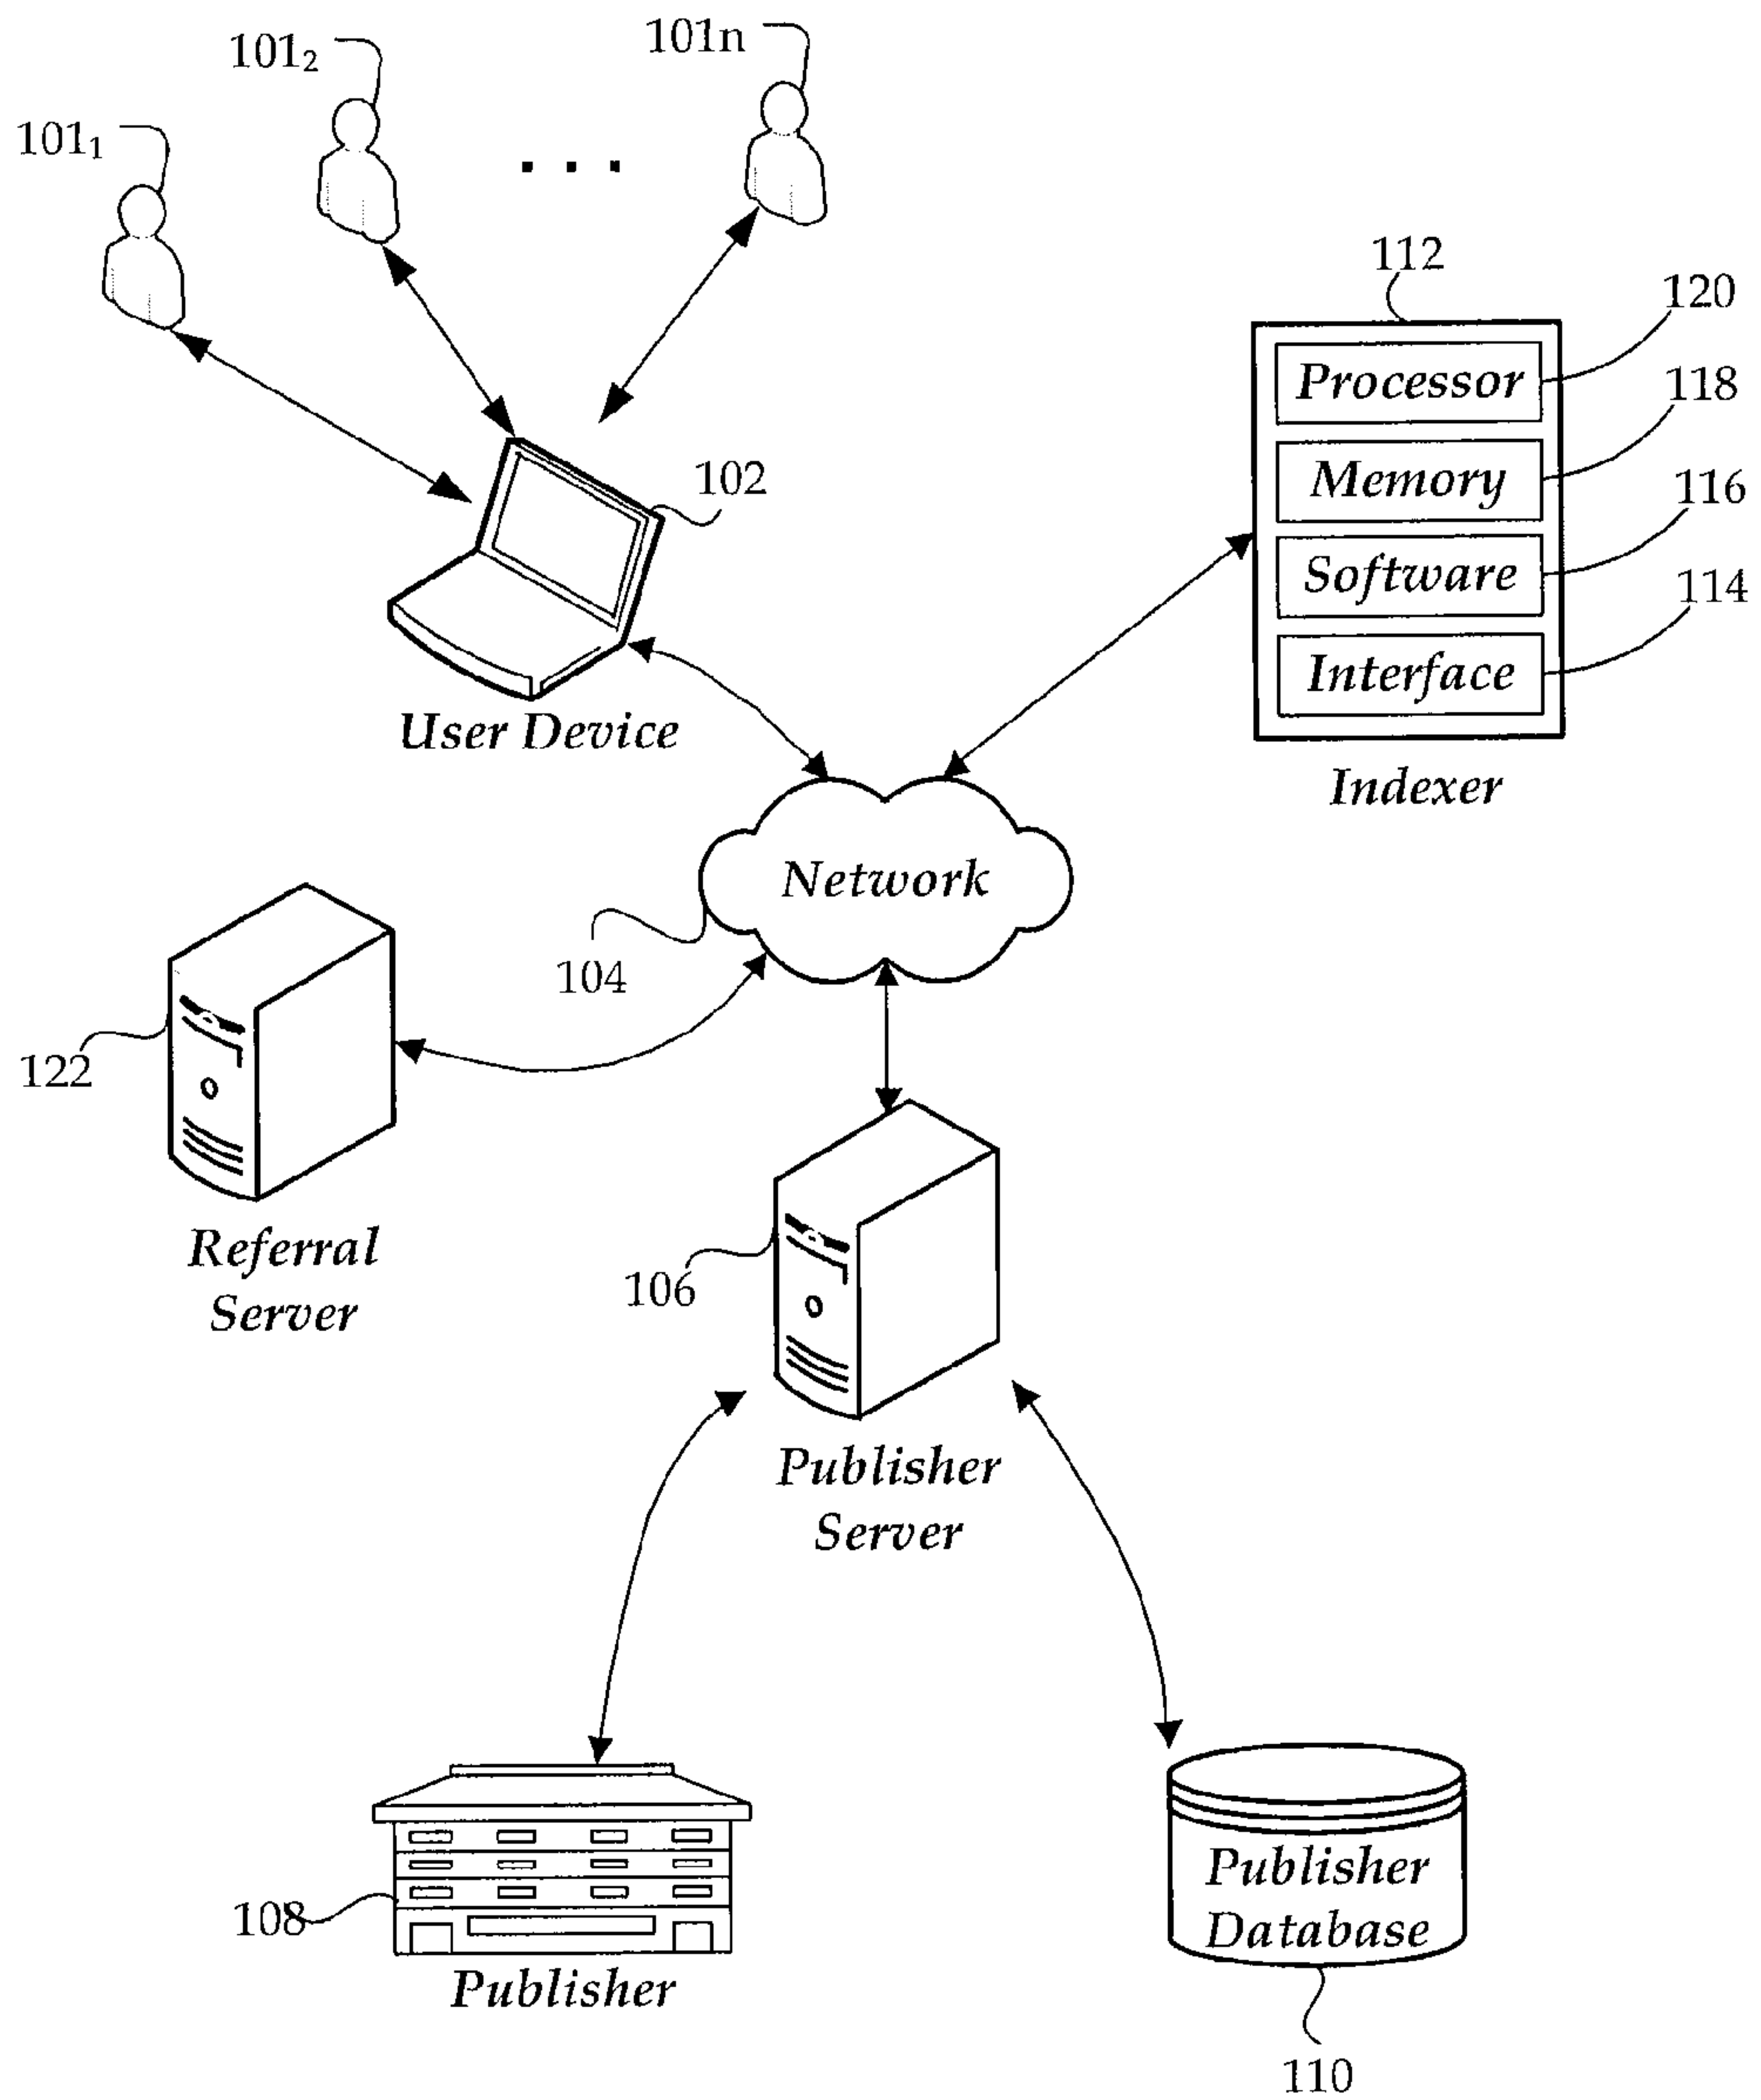 101₁
101₂
101n
. . .
102
User Device
112
Processor
120
Memory
118
Software
116
Interface
114
Indexer
Network
104
122
Referral
Server
106
Publisher
Server
108
Publisher
Publisher
Database
110